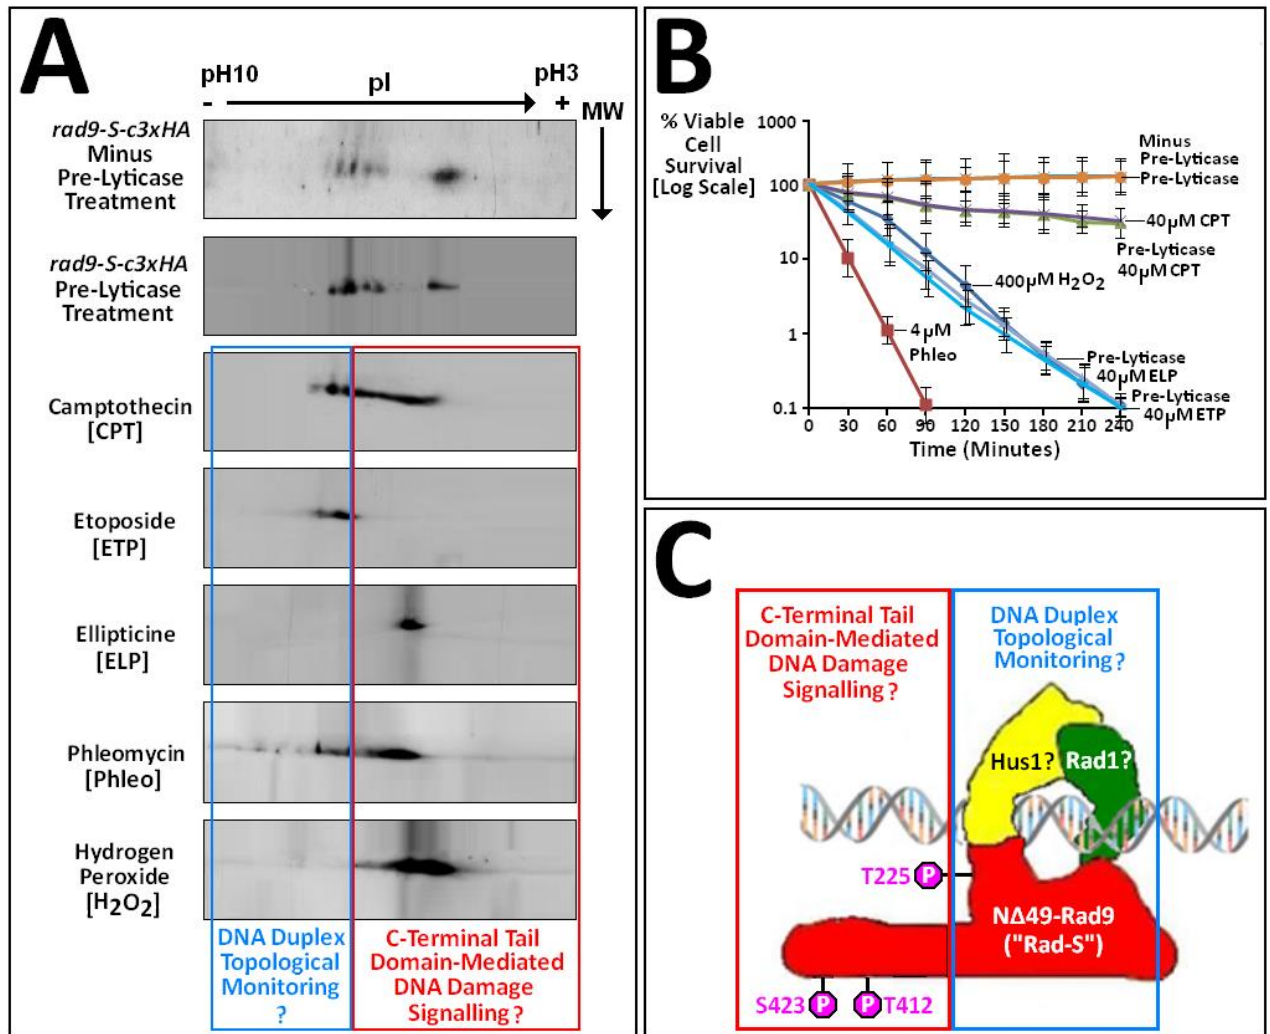 A
pH10
pI
pH3
-
+
MW
rad9-S-c3xHA
Minus
Pre-Lyticase
Treatment
rad9-S-c3xHA
Pre-Lyticase
Treatment
Camptothecin
[CPT]
Etoposide
[ETP]
Ellipticine
[ELP]
Phleomycin
[Phleo]
Hydrogen
Peroxide
[H₂O₂]
DNA Duplex
Topological
Monitoring
?
C-Terminal Tail
Domain-Mediated
DNA Damage
Signalling?
B
% Viable
Cell
Survival
[Log Scale]
1000
100
10
1
0.1
0 30 60 90 120 150 180 210 240
Time (Minutes)
Minus
Pre-Lyticase
Pre-Lyticase
40µM CPT
Pre-Lyticase
40µM CPT
400µM H₂O₂
4µM
Phleo
Pre-Lyticase
40µM ELP
Pre-Lyticase
40µM ETP
C
C-Terminal Tail
Domain-Mediated
DNA Damage
Signalling?
DNA Duplex
Topological
Monitoring?
Hus1?
Rad1?
T225 P
NΔ49-Rad9
("Rad-S")
S423 P P T412